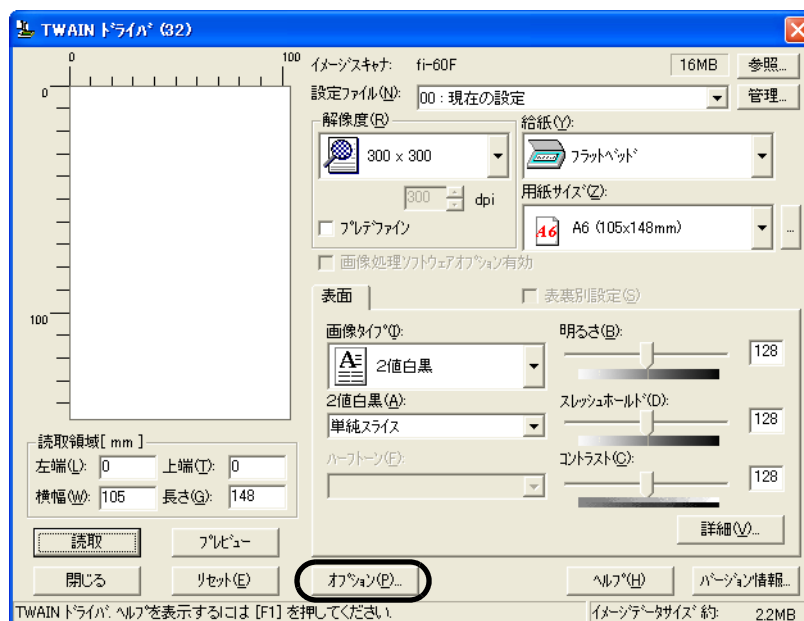 TWAIN ﾄﾞﾗｲﾊﾞ (32)
0 100
0
100
イメージスキャナ: fi-60F 16MB 参照...
設定ファイル(N): 00 : 現在の設定 管理...
解像度(R)
300 x 300
300 dpi
プレデファイン
給紙(Y):
フラットベッド
用紙サイズ(Z):
A6 A6 (105x148mm) ...
画像処理ソフトウェアオプション有効
表面
表裏別設定(S)
画像タイプ(I):
A 2値白黒
2値白黒(A):
単純スライス
ハーフトーン(F):
明るさ(B):
128
スレッシュホールド(D):
128
コントラスト(C):
128
詳細(V)...
読取領域[ mm ]
左端(L): 0 上端(T): 0
横幅(W): 105 長さ(G): 148
読取 プレビュー
閉じる リセット(E) オプション(P)... ヘルプ(H) バージョン情報...
TWAIN ドライバ. ヘルプを表示するには [F1] を押してください. イメージデータサイズ 約: 2.2MB